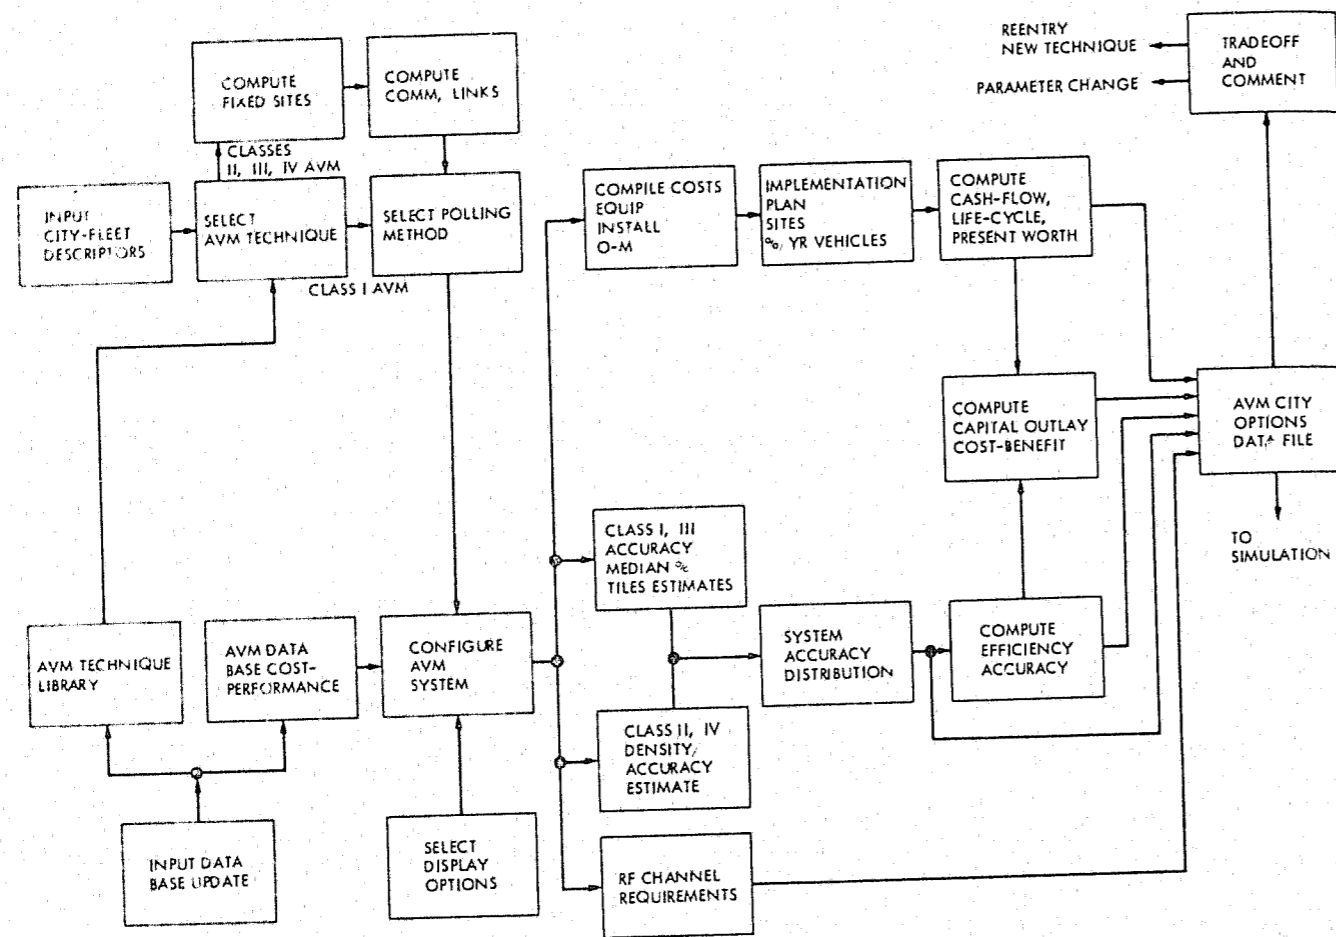 REENTRY
NEW TECHNIQUE
PARAMETER CHANGE
TRADEOFF
AND
COMMENT
COMPUTE
FIXED SITES
COMPUTE
COMM, LINKS
CLASSES
II, III, IV AVM
INPUT
CITY-FLEET
DESCRIPTORS
SELECT
AVM TECHNIQUE
SELECT POLLING
METHOD
CLASS I AVM
COMPILE COSTS
EQUIP
INSTALL
O-M
IMPLEMENTATION
PLAN
SITES
%/ YR VEHICLES
COMPUTE
CASH-FLOW,
LIFE-CYCLE,
PRESENT WORTH
COMPUTE
CAPITAL OUTLAY
COST-BENEFIT
AVM CITY
OPTIONS
DATA FILE
TO
SIMULATION
CLASS I, III
ACCURACY
MEDIAN %
TILES ESTIMATES
AVM TECHNIQUE
LIBRARY
AVM DATA
BASE COST-
PERFORMANCE
CONFIGURE
AVM
SYSTEM
SYSTEM
ACCURACY
DISTRIBUTION
COMPUTE
EFFICIENCY
ACCURACY
CLASS II, IV
DENSITY/
ACCURACY
ESTIMATE
INPUT DATA
BASE UPDATE
SELECT
DISPLAY
OPTIONS
RF CHANNEL
REQUIREMENTS